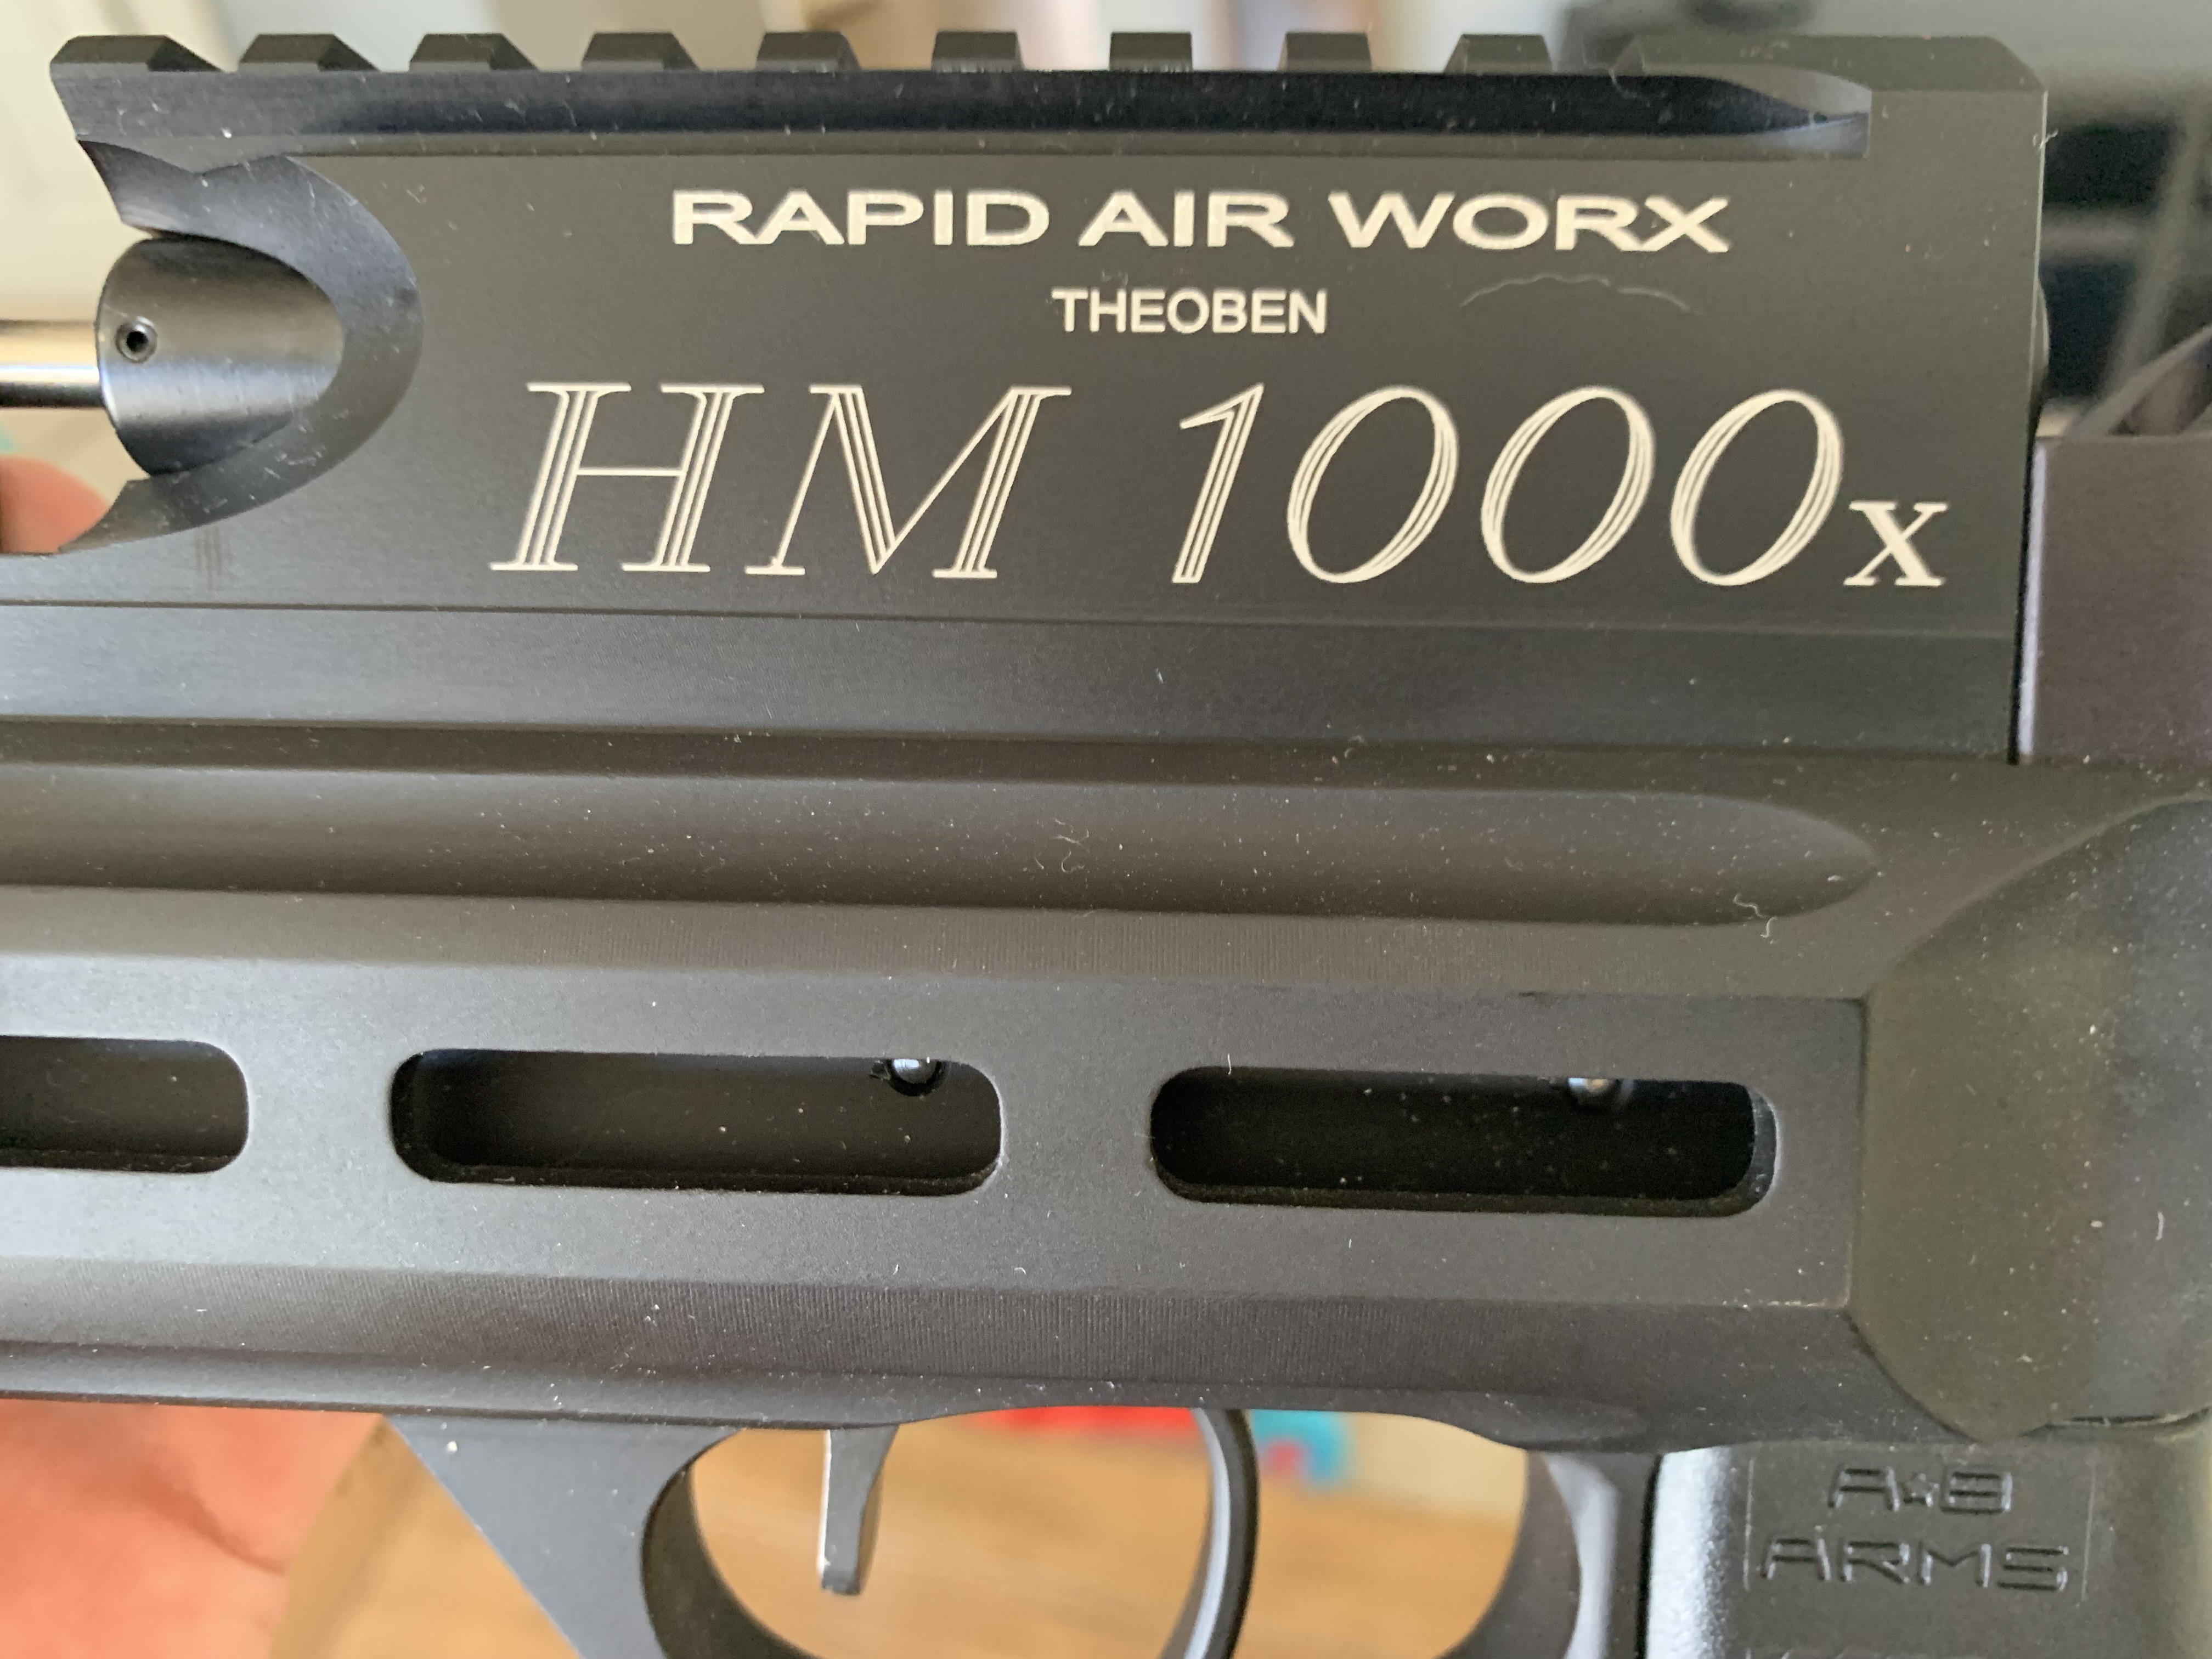 RAPID AIR WORX
THEOBEN
HM 1000x
A*B
ARMS